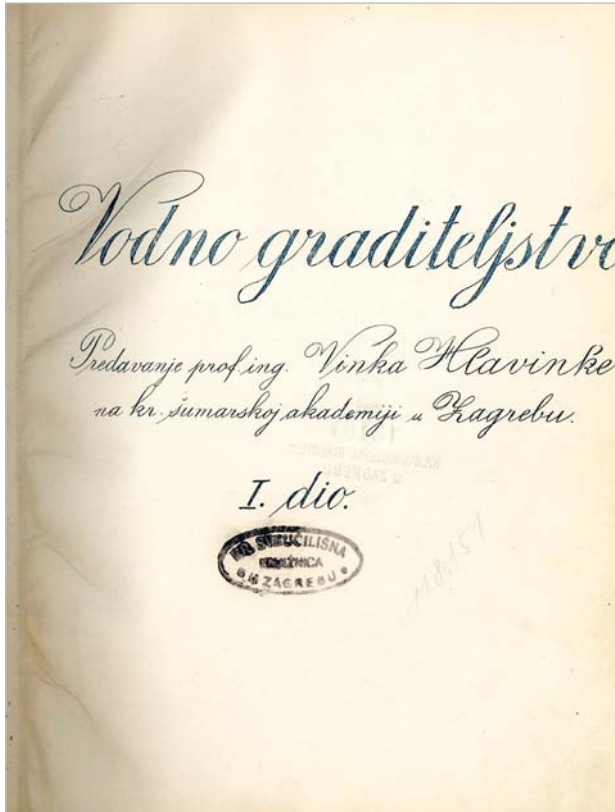 Vodno graditeljstvo
Predavanje prof. ing. Vinka Hlavinke
na kr. šumarskoj akademiji u Zagrebu.
I. dio.
SVEUČILIŠNA
KNJIŽNICA
U ZAGREBU